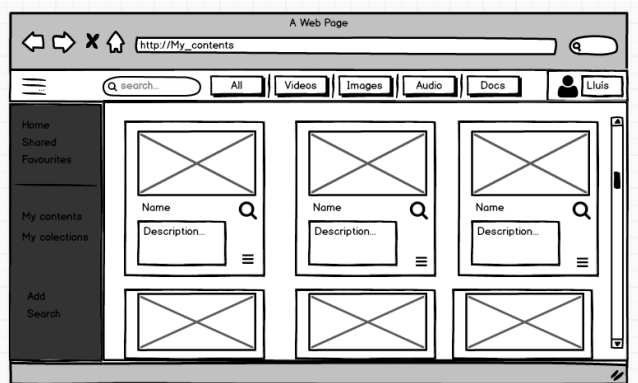 A Web Page
http://My_contents
search...
All
Videos
Images
Audio
Docs
Lluís
Home
Shared
Favourites
My contents
My colections
Add
Search
Name
Description...
Name
Description...
Name
Description...